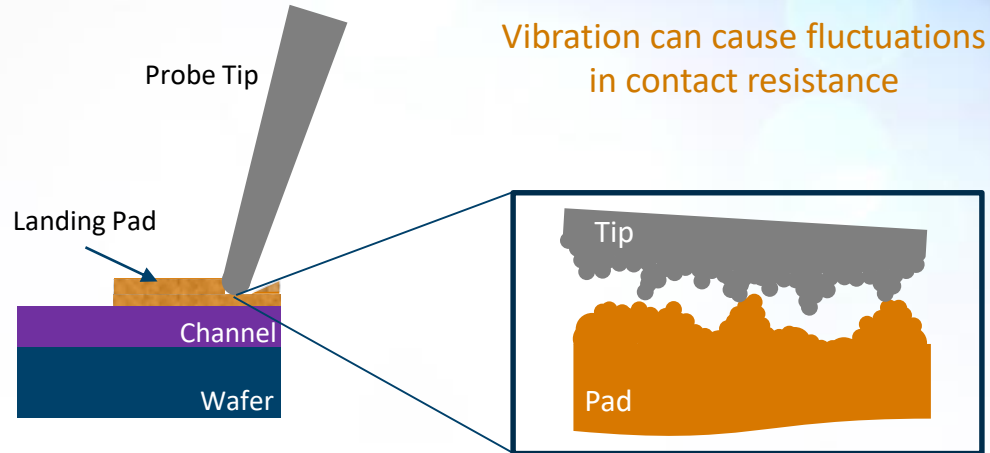 Vibration can cause fluctuations
in contact resistance
Probe Tip
Landing Pad
Channel
Wafer
Tip
Pad